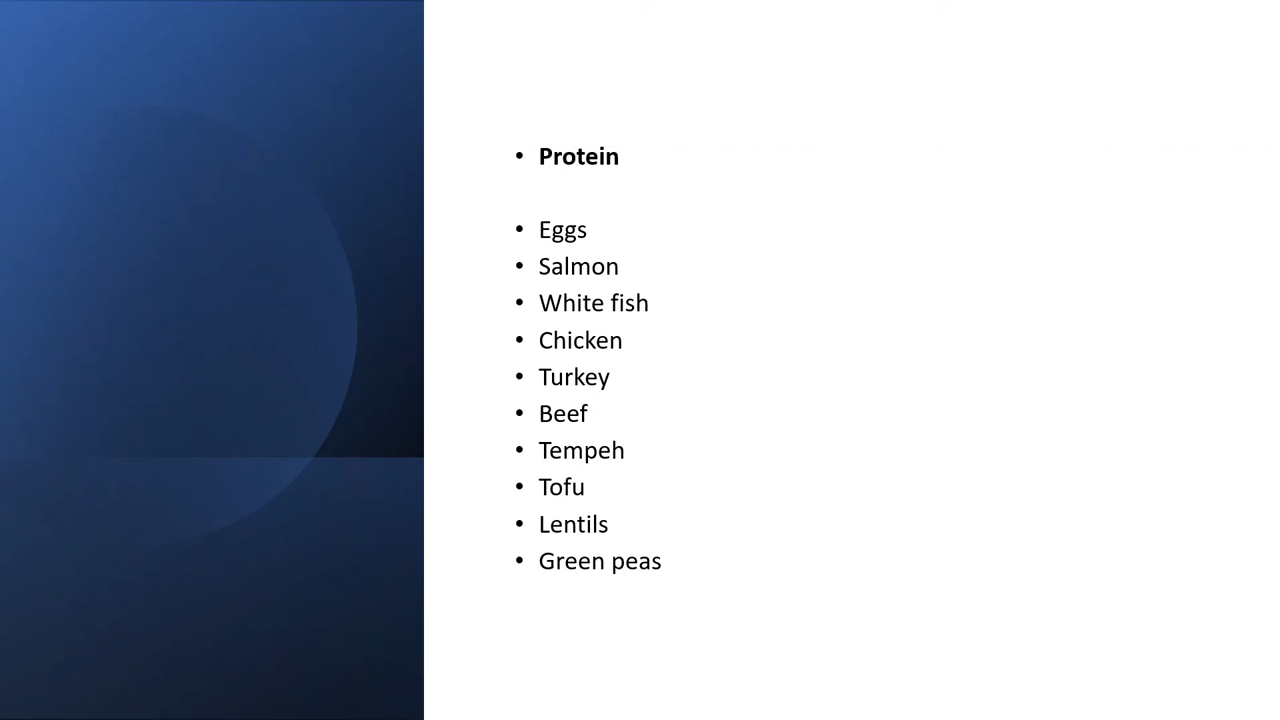 • Protein
• Eggs
• Salmon
• White fish
• Chicken
• Turkey
• Beef
• Tempeh
• Tofu
• Lentils
• Green peas